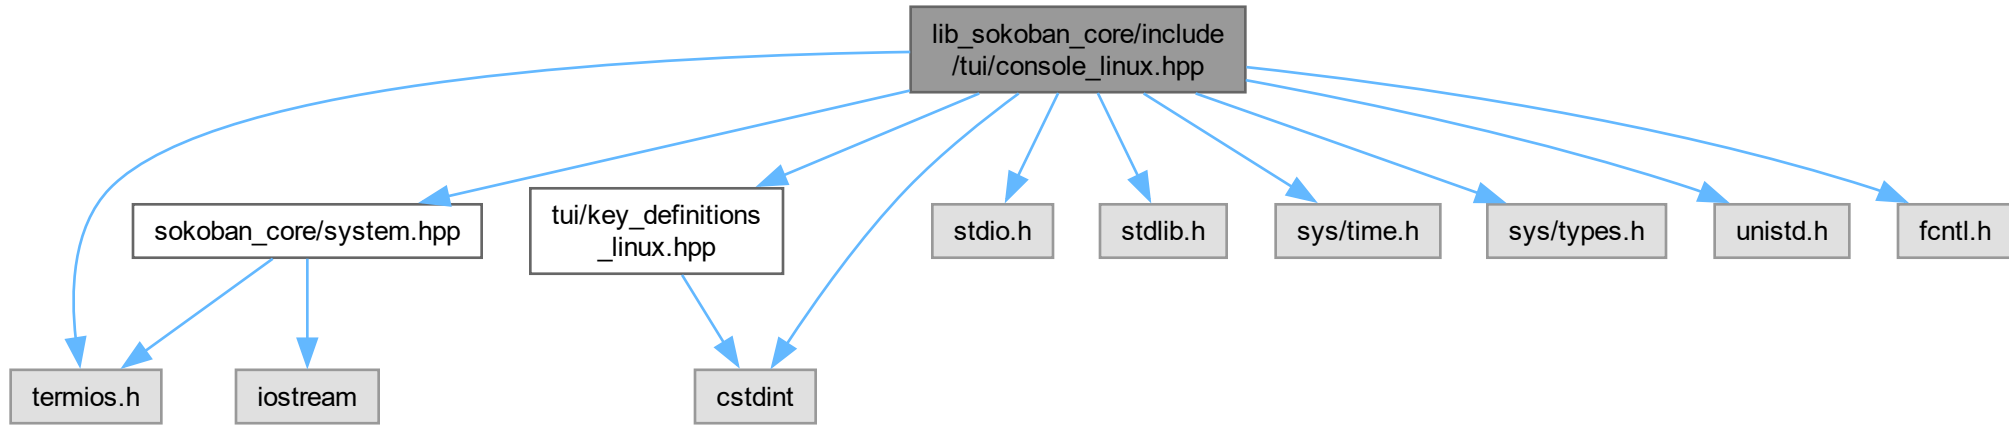 lib_sokoban_core/include
/tui/console_linux.hpp
sokoban_core/system.hpp
tui/key_definitions
_linux.hpp
stdio.h
stdlib.h
sys/time.h
sys/types.h
unistd.h
fcntl.h
termios.h
iostream
cstdint